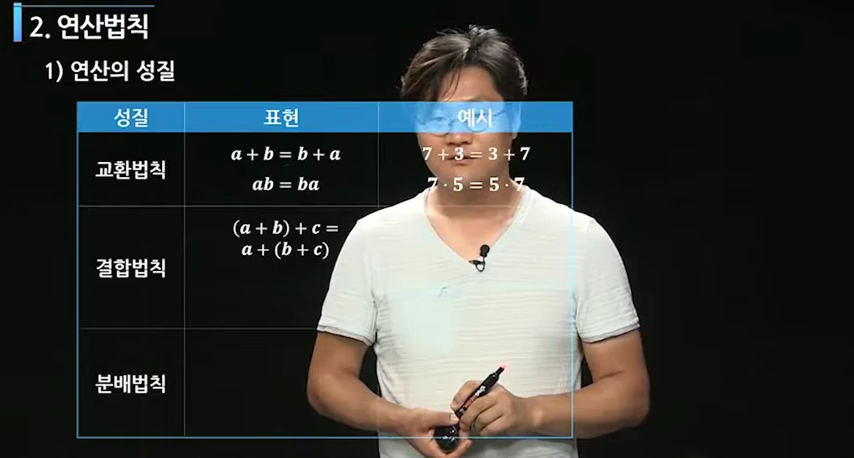 2. 연산법칙
1) 연산의 성질
성질 표현 예시
교환법칙
a + b = b + a
7 + 3 = 3 + 7
ab = ba
7 · 5 = 5 · 7
결합법칙
(a + b) + c =
a + (b + c)
분배법칙